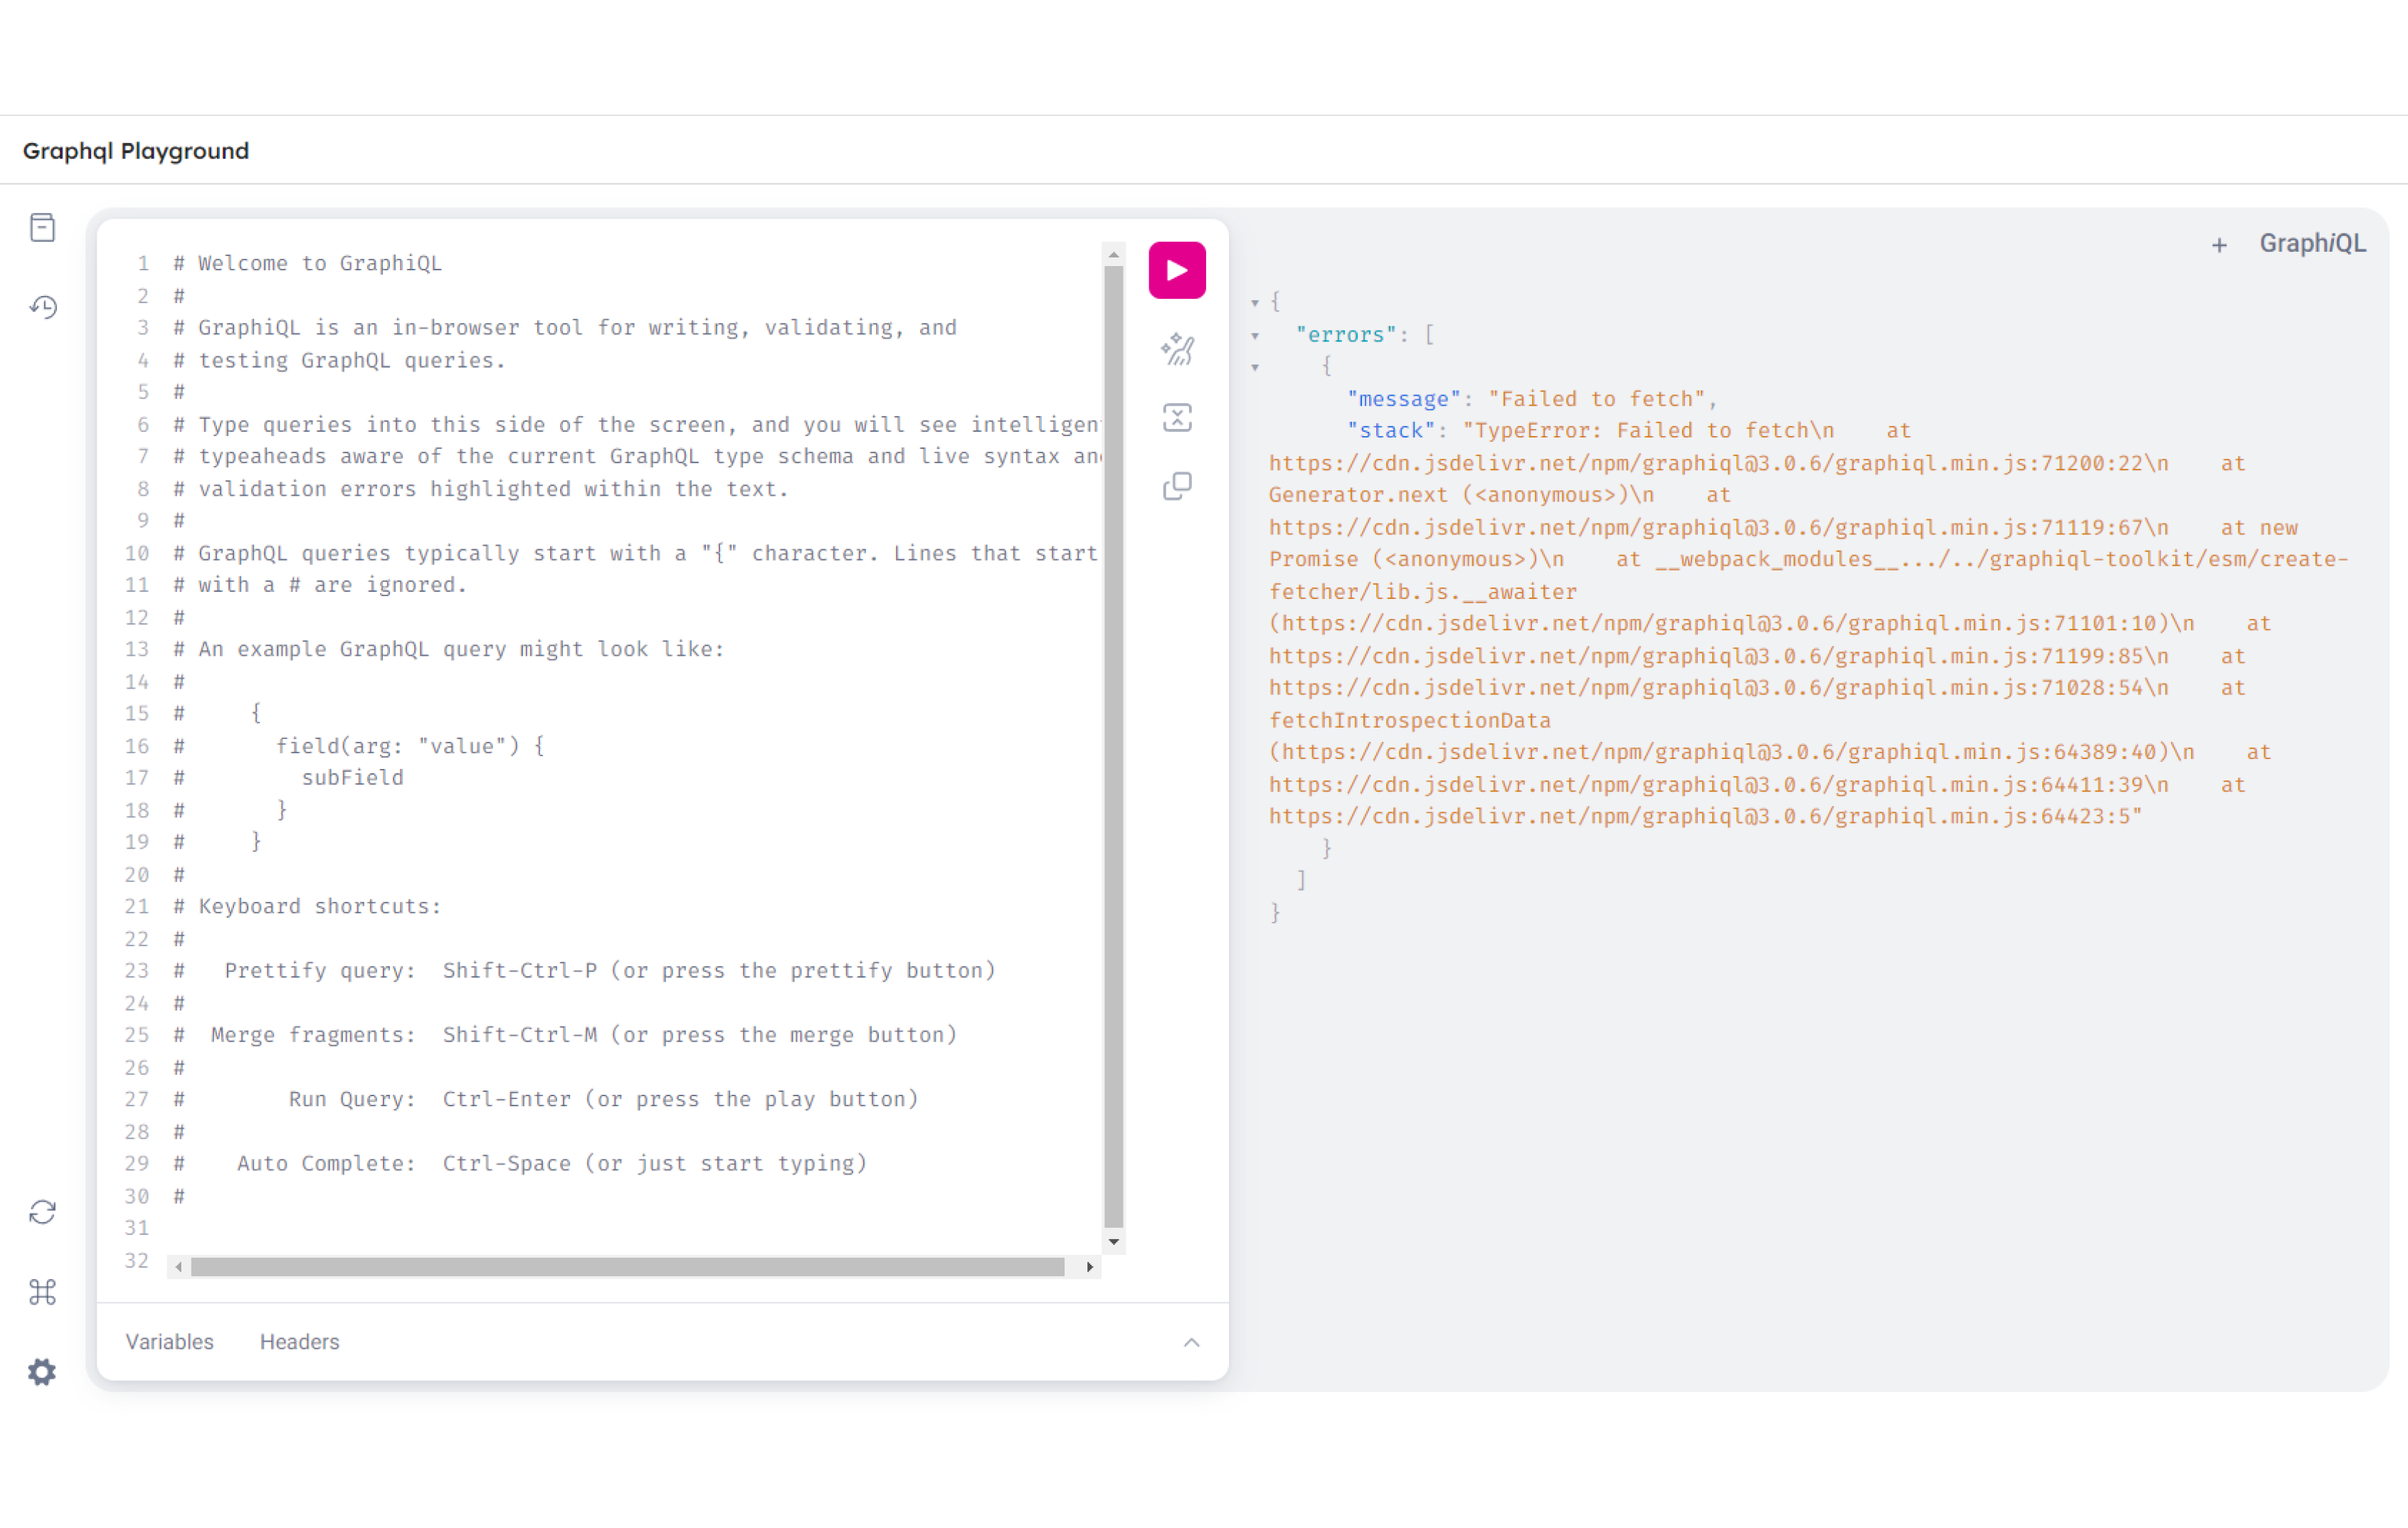 Graphql Playground
1 # Welcome to GraphiQL
2 #
3 # GraphiQL is an in-browser tool for writing, validating, and
4 # testing GraphQL queries.
5 #
6 # Type queries into this side of the screen, and you will see intelligen
7 # typeaheads aware of the current GraphQL type schema and live syntax an
8 # validation errors highlighted within the text.
9 #
10 # GraphQL queries typically start with a "{" character. Lines that start
11 # with a # are ignored.
12 #
13 # An example GraphQL query might look like:
14 #
15 #     {
16 #       field(arg: "value") {
17 #         subField
18 #       }
19 #     }
20 #
21 # Keyboard shortcuts:
22 #
23 #   Prettify query:  Shift-Ctrl-P (or press the prettify button)
24 #
25 #  Merge fragments:  Shift-Ctrl-M (or press the merge button)
26 #
27 #        Run Query:  Ctrl-Enter (or press the play button)
28 #
29 #    Auto Complete:  Ctrl-Space (or just start typing)
30 #
31
32
Variables Headers
+ GraphiQL
{
"errors": [
{
"message": "Failed to fetch",
"stack": "TypeError: Failed to fetch\n    at
https://cdn.jsdelivr.net/npm/graphiql@3.0.6/graphiql.min.js:71200:22\n    at
Generator.next (<anonymous>)\n    at
https://cdn.jsdelivr.net/npm/graphiql@3.0.6/graphiql.min.js:71119:67\n    at new
Promise (<anonymous>)\n    at __webpack_modules__.../../graphiql-toolkit/esm/create-
fetcher/lib.js.__awaiter
(https://cdn.jsdelivr.net/npm/graphiql@3.0.6/graphiql.min.js:71101:10)\n    at
https://cdn.jsdelivr.net/npm/graphiql@3.0.6/graphiql.min.js:71199:85\n    at
https://cdn.jsdelivr.net/npm/graphiql@3.0.6/graphiql.min.js:71028:54\n    at
fetchIntrospectionData
(https://cdn.jsdelivr.net/npm/graphiql@3.0.6/graphiql.min.js:64389:40)\n    at
https://cdn.jsdelivr.net/npm/graphiql@3.0.6/graphiql.min.js:64411:39\n    at
https://cdn.jsdelivr.net/npm/graphiql@3.0.6/graphiql.min.js:64423:5"
}
]
}